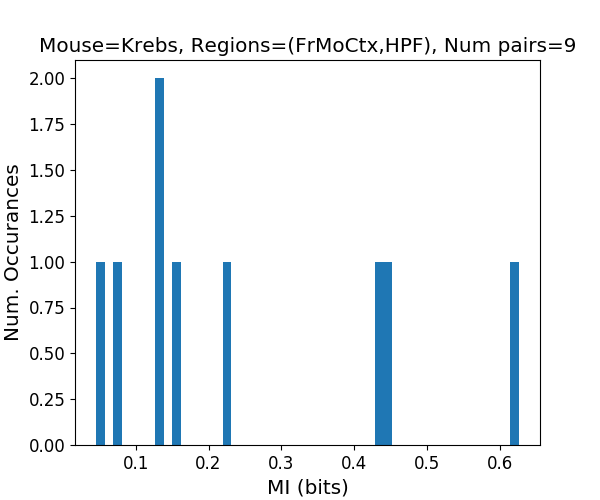 Mouse=Krebs, Regions=(FrMoCtx,HPF), Num pairs=9
Num. Occurances
2.00
1.75
1.50
1.25
1.00
0.75
0.50
0.25
0.00
0.1 0.2 0.3 0.4 0.5 0.6
MI (bits)